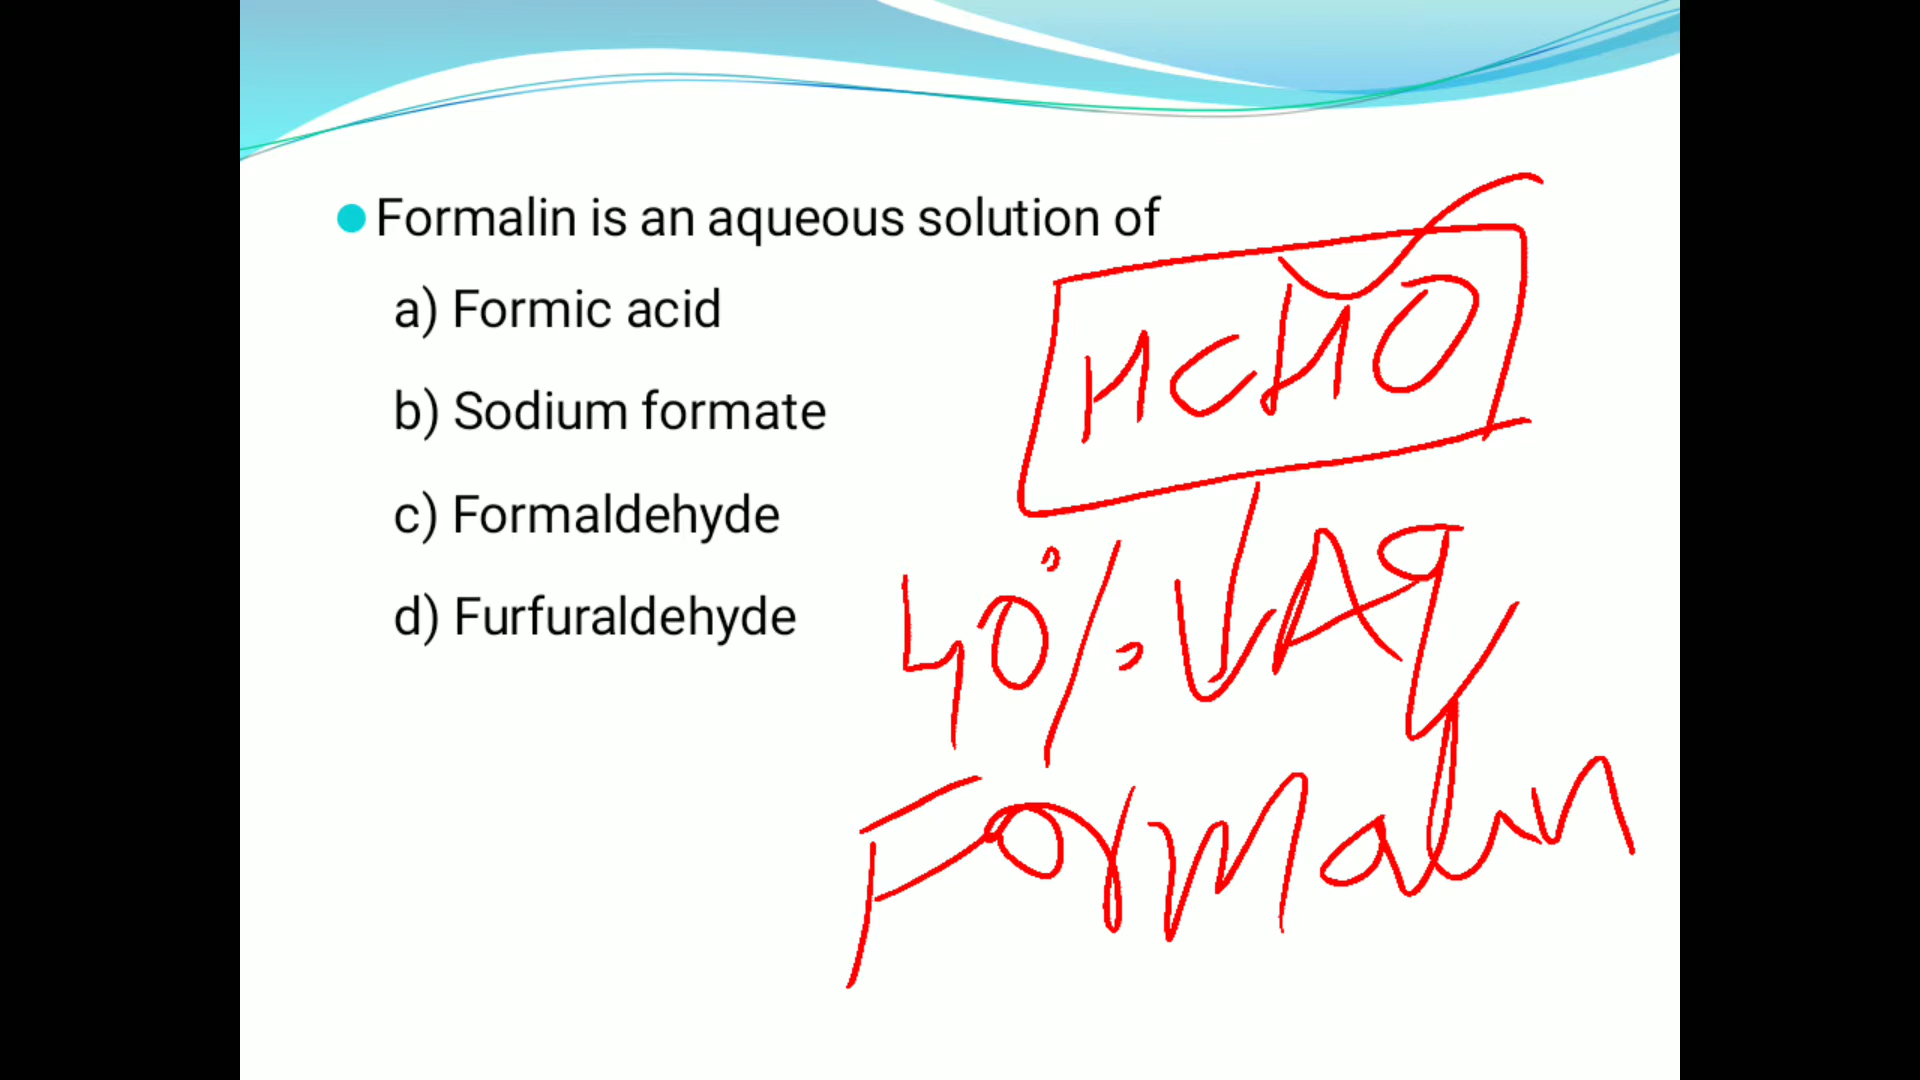 Formalin is an aqueous solution of
a) Formic acid
b) Sodium formate
c) Formaldehyde
d) Furfuraldehyde
HCHO
40% Aq
Formalin